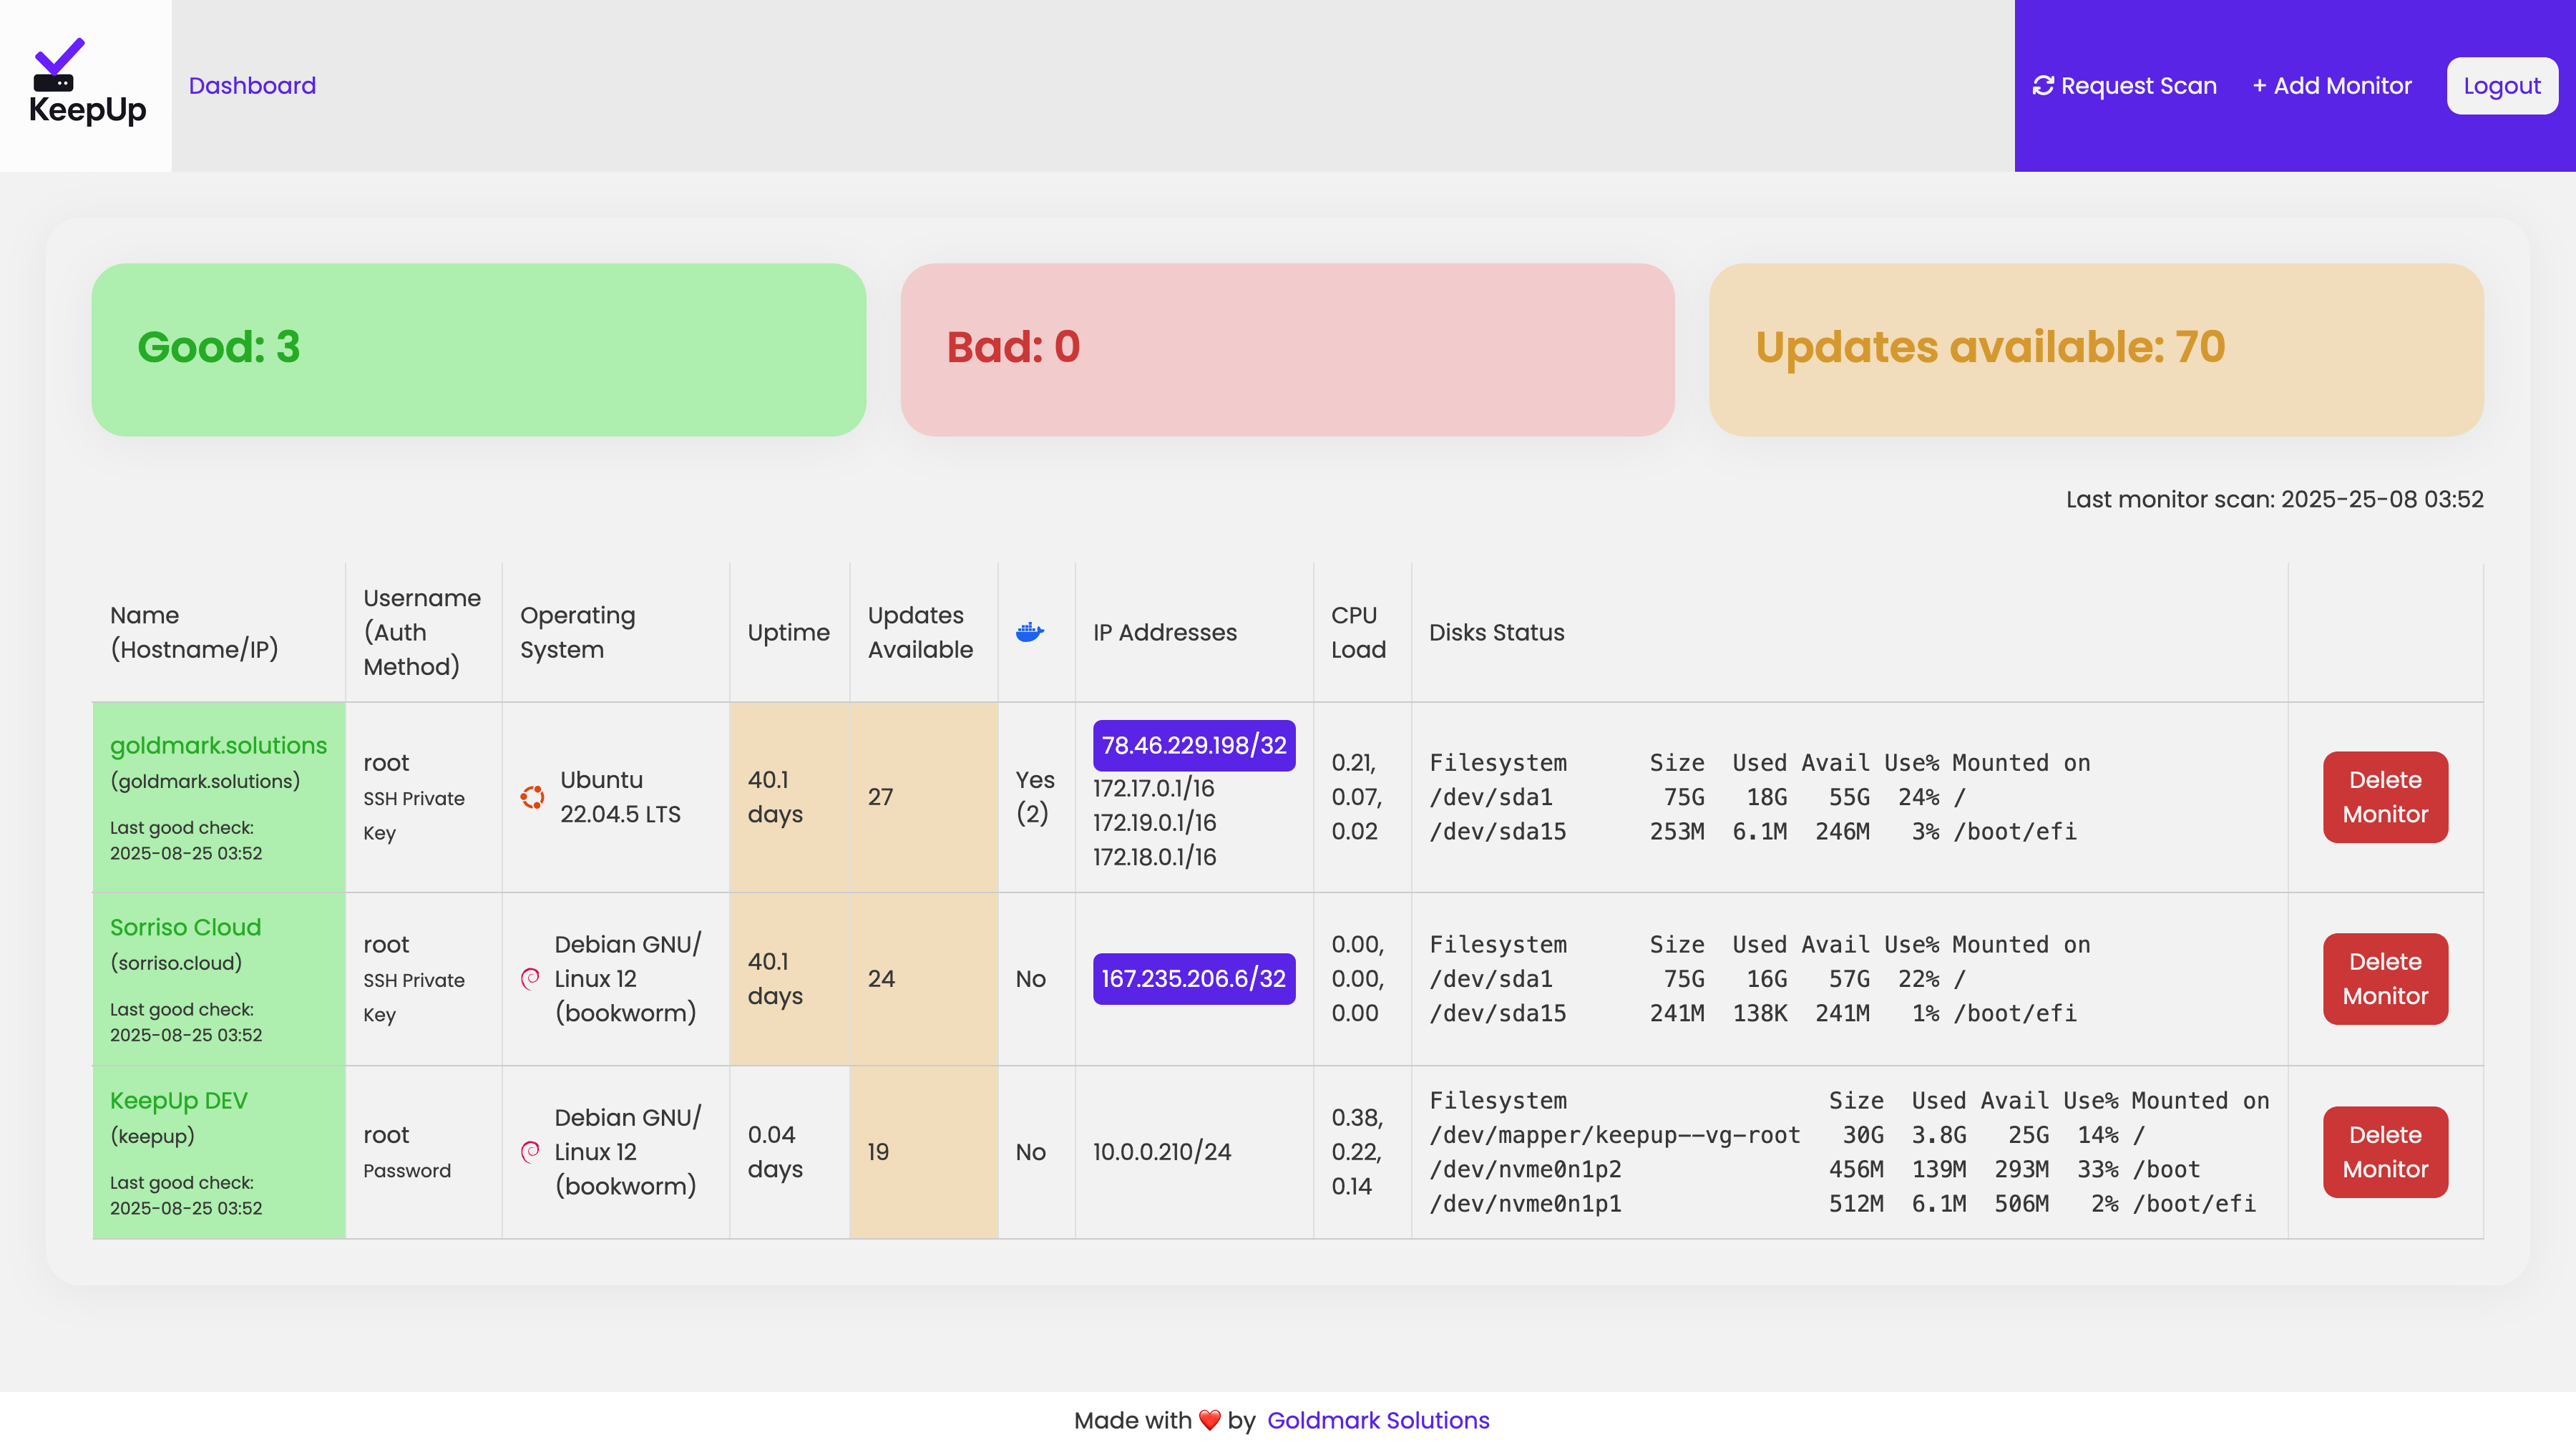 KeepUp
Dashboard
Request Scan
+ Add Monitor
Logout
Good: 3
Bad: 0
Updates available: 70
Last monitor scan: 2025-25-08 03:52
Name
(Hostname/IP)
Username
(Auth
Method)
Operating
System
Uptime
Updates
Available
IP Addresses
CPU
Load
Disks Status
goldmark.solutions
(goldmark.solutions)
Last good check:
2025-08-25 03:52
root
SSH Private
Key
Ubuntu
22.04.5 LTS
40.1
days
27
Yes
(2)
78.46.229.198/32
172.17.0.1/16
172.19.0.1/16
172.18.0.1/16
0.21,
0.07,
0.02
Filesystem Size Used Avail Use% Mounted on
/dev/sda1 75G 18G 55G 24% /
/dev/sda15 253M 6.1M 246M 3% /boot/efi
Delete
Monitor
Sorriso Cloud
(sorriso.cloud)
Last good check:
2025-08-25 03:52
root
SSH Private
Key
Debian GNU/
Linux 12
(bookworm)
40.1
days
24
No
167.235.206.6/32
0.00,
0.00,
0.00
Filesystem Size Used Avail Use% Mounted on
/dev/sda1 75G 16G 57G 22% /
/dev/sda15 241M 138K 241M 1% /boot/efi
Delete
Monitor
KeepUp DEV
(keepup)
Last good check:
2025-08-25 03:52
root
Password
Debian GNU/
Linux 12
(bookworm)
0.04
days
19
No
10.0.0.210/24
0.38,
0.22,
0.14
Filesystem Size Used Avail Use% Mounted on
/dev/mapper/keepup--vg-root 30G 3.8G 25G 14% /
/dev/nvme0n1p2 456M 139M 293M 33% /boot
/dev/nvme0n1p1 512M 6.1M 506M 2% /boot/efi
Delete
Monitor
Made with ❤️ by Goldmark Solutions